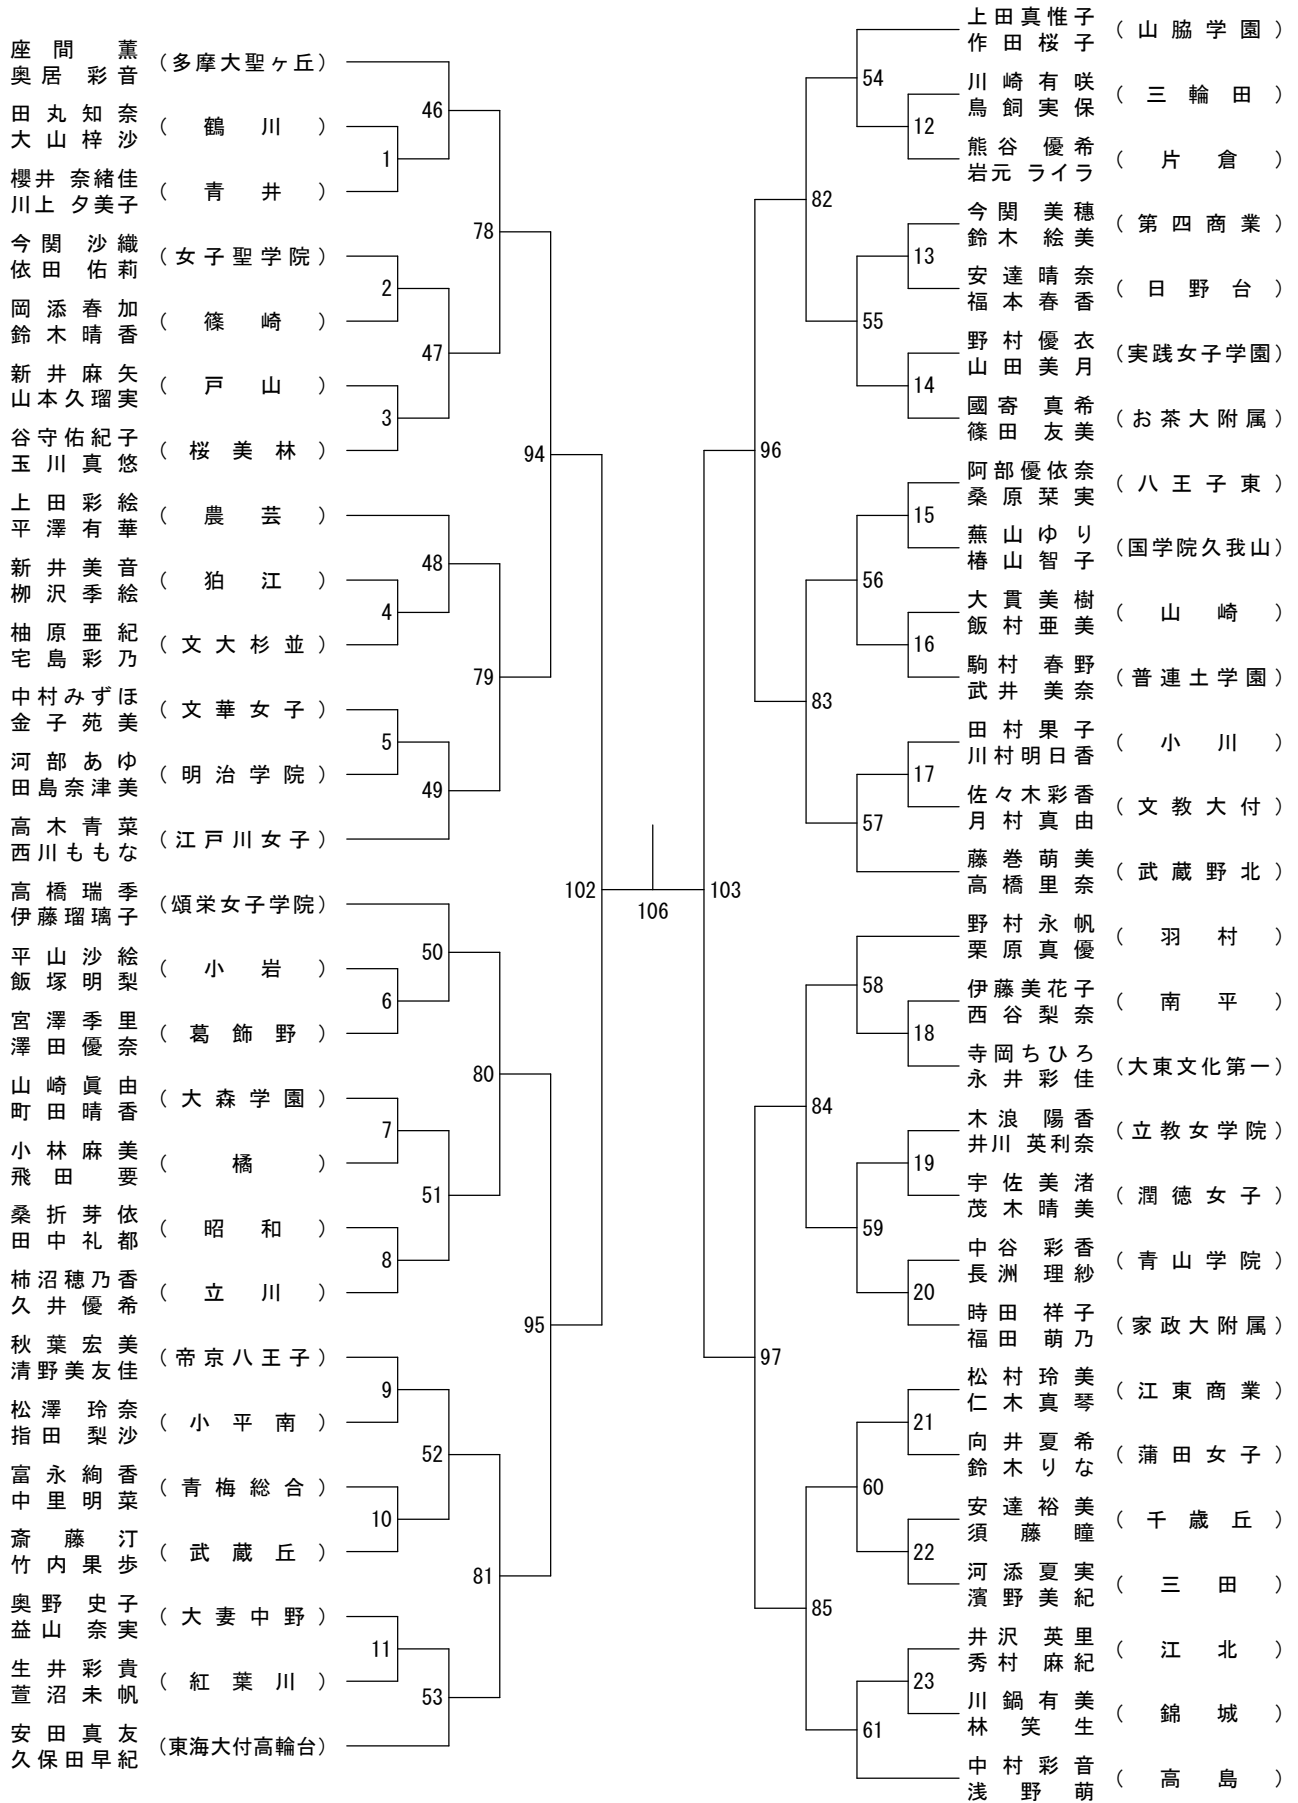 座間　薫
奥居 彩音
(多摩大聖ヶ丘)
田丸知奈
大山梓沙
(鶴川)
櫻井 奈緒佳
川上 夕美子
(青井)
今関 沙織
依田 佑莉
(女子聖学院)
岡添春加
鈴木晴香
(篠崎)
新井麻矢
山本久瑠実
(戸山)
谷守佑紀子
玉川真悠
(桜美林)
上田彩絵
平澤有華
(農芸)
新井美音
栁沢季絵
(狛江)
柚原亜紀
宅島彩乃
(文大杉並)
中村みずほ
金子苑美
(文華女子)
河部あゆ
田島奈津美
(明治学院)
高木青菜
西川ももな
(江戸川女子)
高橋瑞季
伊藤瑠璃子
(頌栄女子学院)
平山沙絵
飯塚明梨
(小岩)
宮澤季里
澤田優奈
(葛飾野)
山崎眞由
町田晴香
(大森学園)
小林麻美
飛田　要
(橘)
桑折芽依
田中礼都
(昭和)
柿沼穂乃香
久井優希
(立川)
秋葉宏美
清野美友佳
(帝京八王子)
松澤 玲奈
指田 梨沙
(小平南)
富永絢香
中里明菜
(青梅総合)
斎藤汀
竹内果歩
(武蔵丘)
奥野 史子
益山 奈実
(大妻中野)
生井彩貴
萱沼未帆
(紅葉川)
安田真友
久保田早紀
(東海大付高輪台)
46
1
78
2
47
3
94
48
4
79
5
49
102
50
6
80
7
51
8
95
9
52
10
81
11
53
106
103
54
12
82
13
55
14
96
15
56
16
83
17
57
58
18
84
19
59
20
97
21
60
22
85
23
61
上田真惟子
作田桜子
(山脇学園)
川崎有咲
鳥飼実保
(三輪田)
熊谷 優希
岩元 ライラ
(片倉)
今関 美穂
鈴木 絵美
(第四商業)
安達晴奈
福本春香
(日野台)
野村優衣
山田美月
(実践女子学園)
國寄 真希
篠田 友美
(お茶大附属)
阿部優依奈
桑原栞実
(八王子東)
蕪山ゆり
椿山智子
(国学院久我山)
大貫美樹
飯村亜美
(山崎)
駒村 春野
武井 美奈
(普連土学園)
田村果子
川村明日香
(小川)
佐々木彩香
月村真由
(文教大付)
藤巻萌美
高橋里奈
(武蔵野北)
野村永帆
栗原真優
(羽村)
伊藤美花子
西谷梨奈
(南平)
寺岡ちひろ
永井彩佳
(大東文化第一)
木浪 陽香
井川 英利奈
(立教女学院)
宇佐美渚
茂木晴美
(潤徳女子)
中谷 彩香
長洲 理紗
(青山学院)
時田 祥子
福田 萌乃
(家政大附属)
松村玲美
仁木真琴
(江東商業)
向井夏希
鈴木りな
(蒲田女子)
安達裕美
須藤瞳
(千歳丘)
河添夏実
濱野美紀
(三田)
井沢 英里
秀村 麻紀
(江北)
川鍋有美
林笑生
(錦城)
中村彩音
浅野萌
(高島)